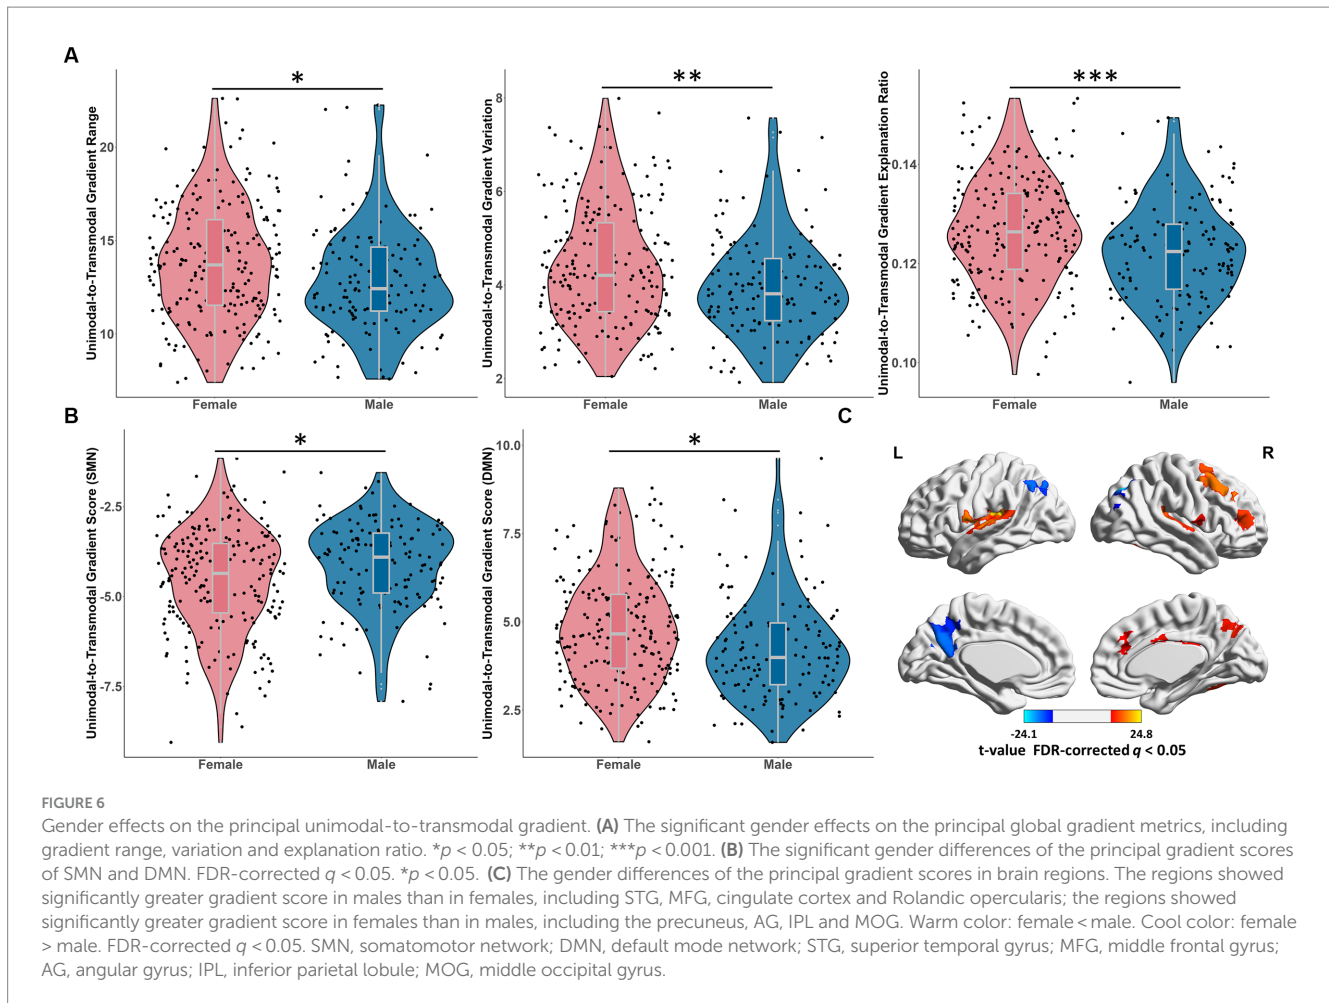 A
Unimodal-to-Transmodal Gradient Range
20
15
10
*
Female
Male
Unimodal-to-Transmodal Gradient Variation
8
6
4
2
**
Female
Male
Unimodal-to-Transmodal Gradient Explanation Ratio
0.14
0.12
0.10
***
Female
Male
B
Unimodal-to-Transmodal Gradient Score (SMN)
-2.5
-5.0
-7.5
*
Female
Male
Unimodal-to-Transmodal Gradient Score (DMN)
10.0
7.5
5.0
2.5
*
Female
Male
C
L
R
-24.1
24.8
t-value FDR-corrected q < 0.05
FIGURE 6
Gender effects on the principal unimodal-to-transmodal gradient. (A) The significant gender effects on the principal global gradient metrics, including
gradient range, variation and explanation ratio. *p < 0.05; **p < 0.01; ***p < 0.001. (B) The significant gender differences of the principal gradient scores
of SMN and DMN. FDR-corrected q < 0.05. *p < 0.05. (C) The gender differences of the principal gradient scores in brain regions. The regions showed
significantly greater gradient score in males than in females, including STG, MFG, cingulate cortex and Rolandic opercularis; the regions showed
significantly greater gradient score in females than in males, including the precuneus, AG, IPL and MOG. Warm color: female < male. Cool color: female
> male. FDR-corrected q < 0.05. SMN, somatomotor network; DMN, default mode network; STG, superior temporal gyrus; MFG, middle frontal gyrus;
AG, angular gyrus; IPL, inferior parietal lobule; MOG, middle occipital gyrus.